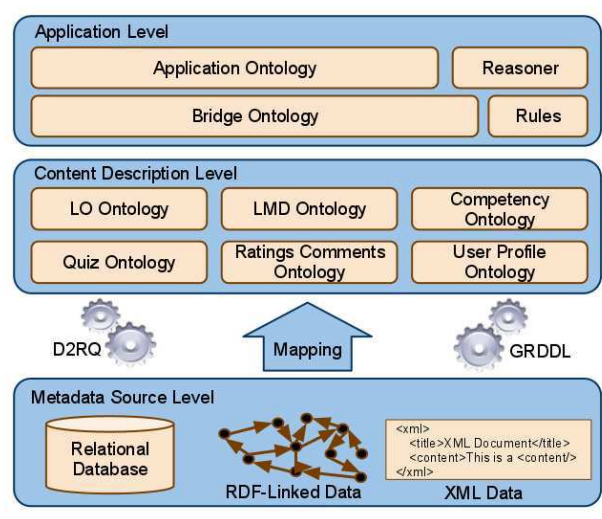 Application Level
Application Ontology
Reasoner
Bridge Ontology
Rules
Content Description Level
LO Ontology
LMD Ontology
Competency
Ontology
Quiz Ontology
Ratings Comments
Ontology
User Profile
Ontology
D2RQ
Mapping
GRDDL
Metadata Source Level
Relational
Database
RDF-Linked Data
<xml>
<title>XML Document</title>
<content>This is a <content/>
</xml>
XML Data